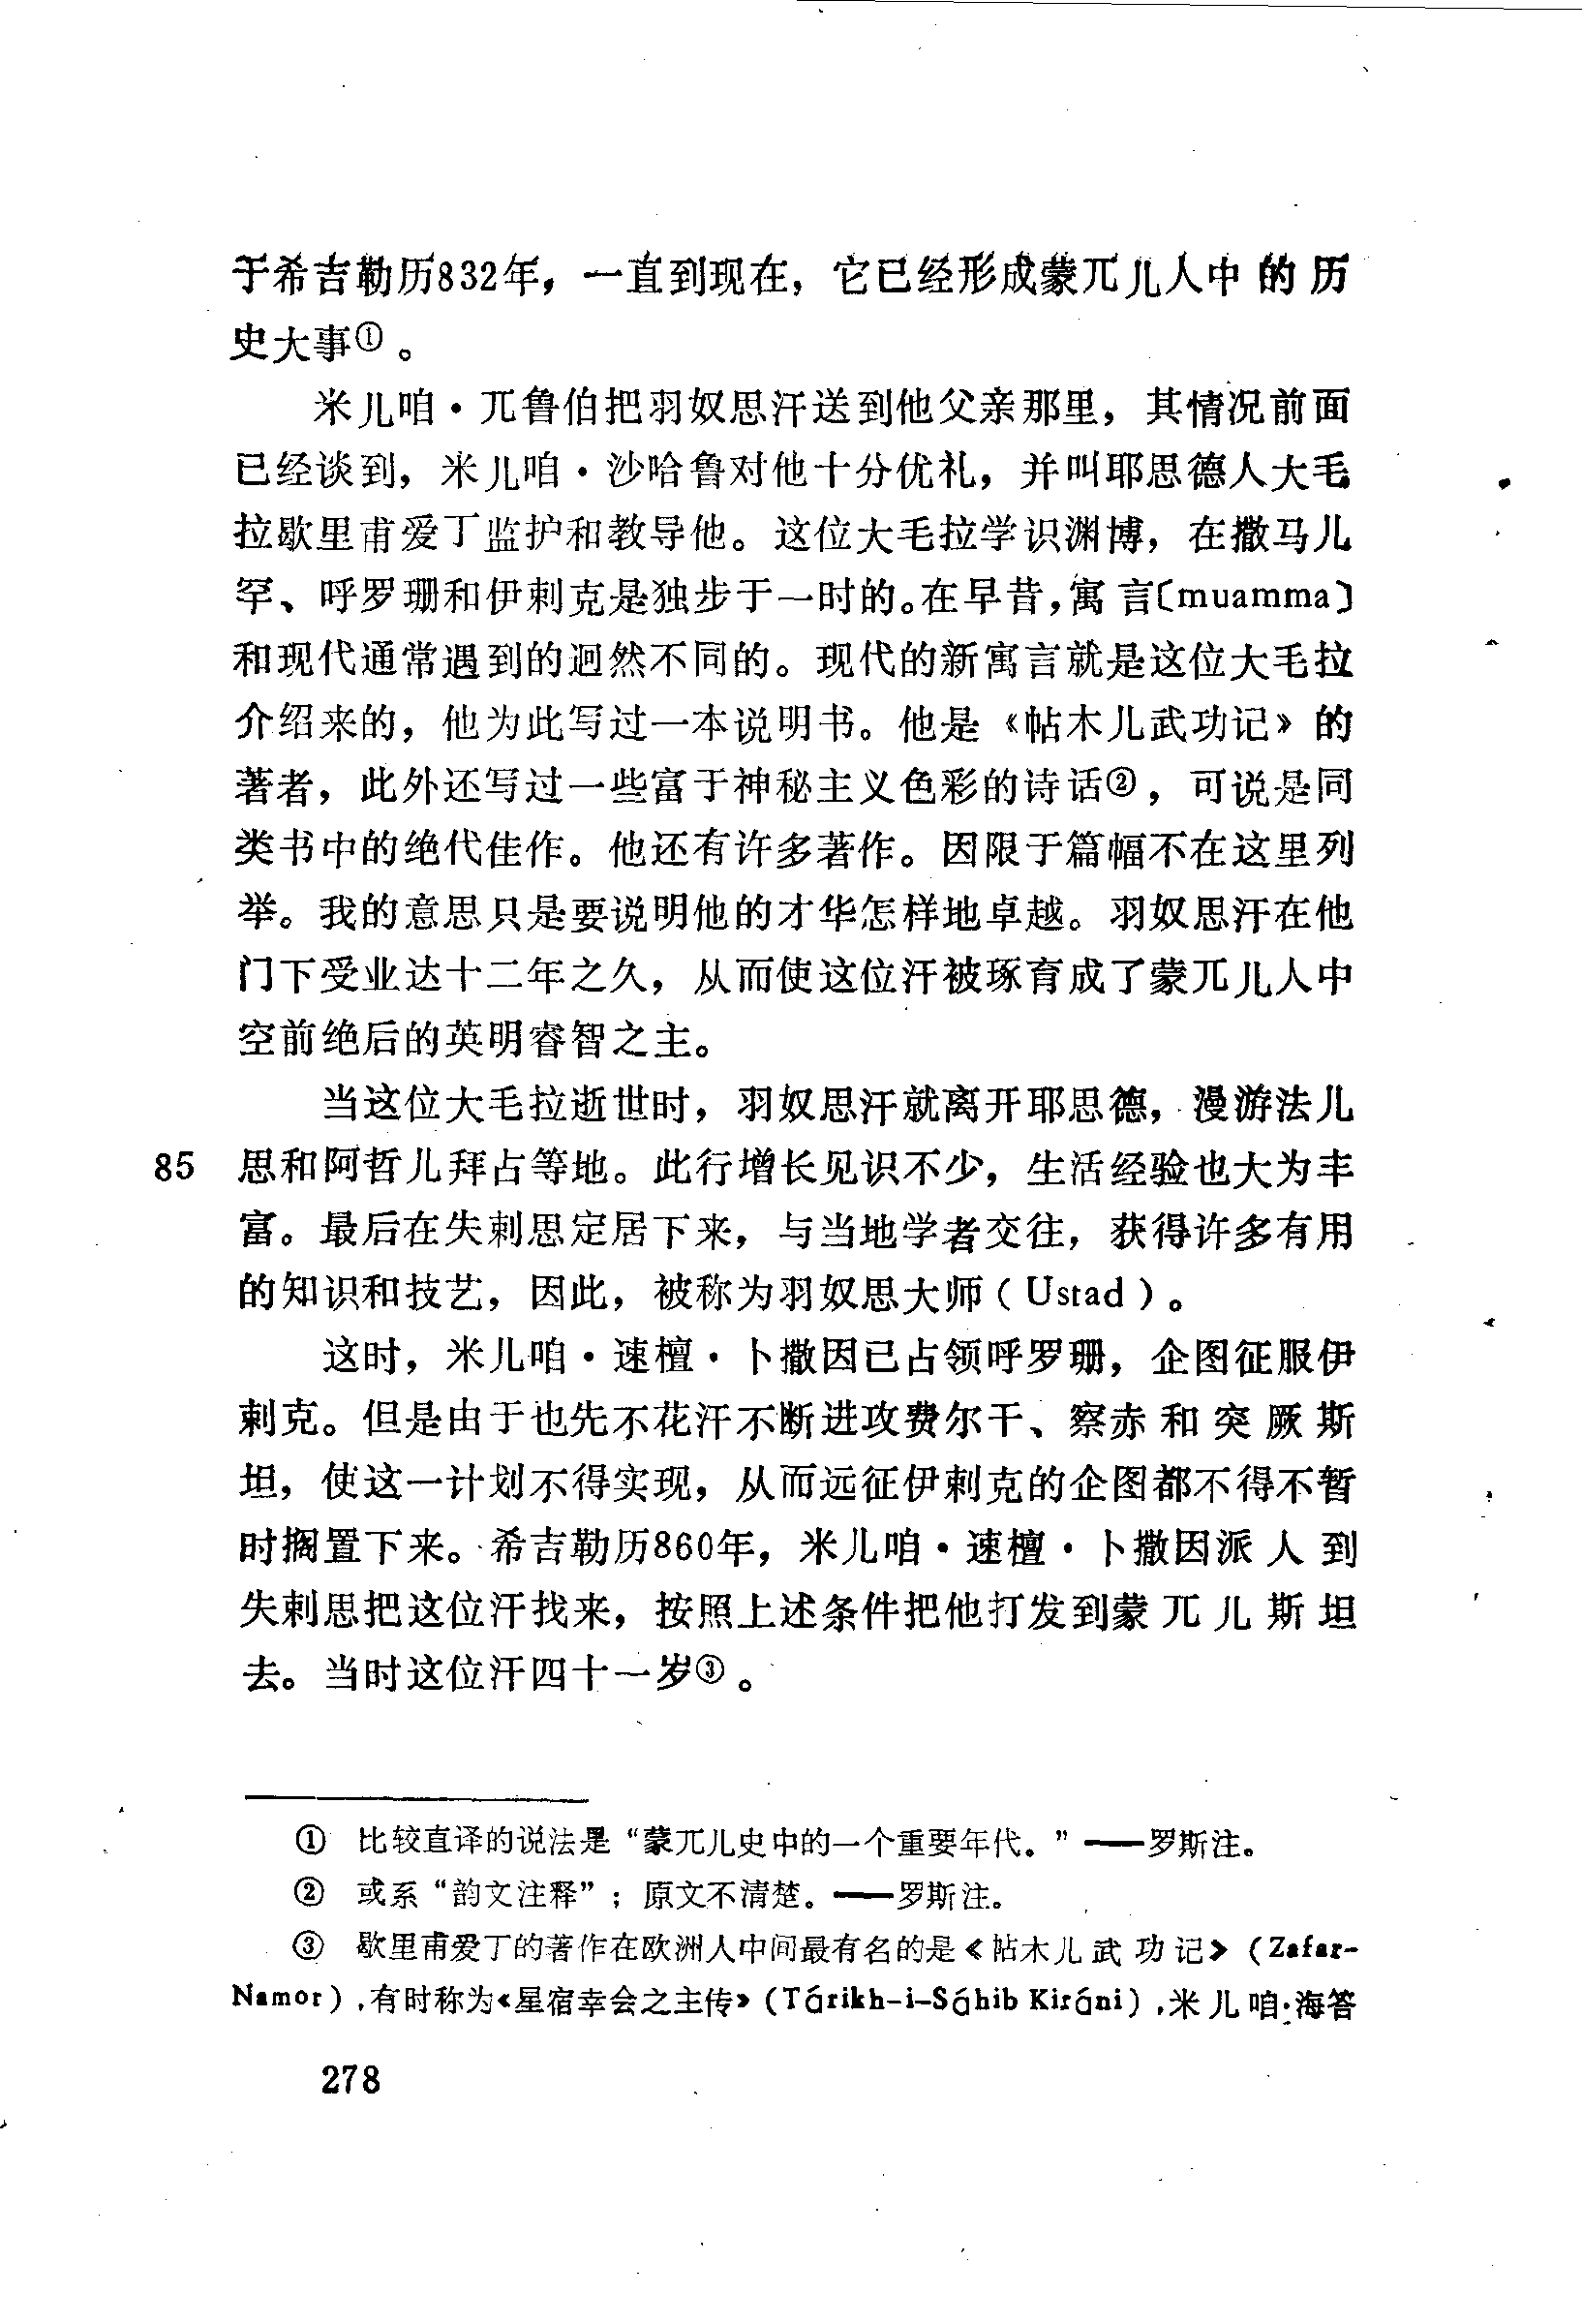 于希吉勒历832年，一直到现在，它已经形成蒙兀儿人中的历
史大事①。
米儿咱·兀鲁伯把羽奴思汗送到他父亲那里，其情况前面
已经谈到，米儿咱·沙哈鲁对他十分优礼，并叫耶思德人大毛
拉歇里甫爱丁监护和教导他。这位大毛拉学识渊博，在撒马儿
罕、呼罗珊和伊剌克是独步于一时的。在早昔，寓言〔muamma〕
和现代通常遇到的迥然不同的。现代的新寓言就是这位大毛拉
介绍来的，他为此写过一本说明书。他是《帖木儿武功记》的
著者，此外还写过一些富于神秘主义色彩的诗话②，可说是同
类书中的绝代佳作。他还有许多著作。因限于篇幅不在这里列
举。我的意思只是要说明他的才华怎样地卓越。羽奴思汗在他
门下受业达十二年之久，从而使这位汗被琢育成了蒙兀儿人中
空前绝后的英明睿智之主。
当这位大毛拉逝世时，羽奴思汗就离开耶思德，漫游法儿
85 思和阿哲儿拜占等地。此行增长见识不少，生活经验也大为丰
富。最后在失剌思定居下来，与当地学者交往，获得许多有用
的知识和技艺，因此，被称为羽奴思大师（Ustad）。
这时，米儿咱·速檀·卜撒因已占领呼罗珊，企图征服伊
剌克。但是由于也先不花汗不断进攻费尔干、察赤和突厥斯
坦，使这一计划不得实现，从而远征伊剌克的企图都不得不暂
时搁置下来。希吉勒历860年，米儿咱·速檀·卜撒因派人到
失剌思把这位汗找来，按照上述条件把他打发到蒙兀儿斯坦
去。当时这位汗四十一岁③。
① 比较直译的说法是“蒙兀儿史中的一个重要年代。”——罗斯注。
② 或系“韵文注释”；原文不清楚。——罗斯注。
③ 歇里甫爱丁的著作在欧洲人中间最有名的是《帖木儿武功记》（Zafar-
Namor），有时称为《星宿幸会之主传》（Tárikh-i-Sáhib Kiráni），米儿咱·海答
278